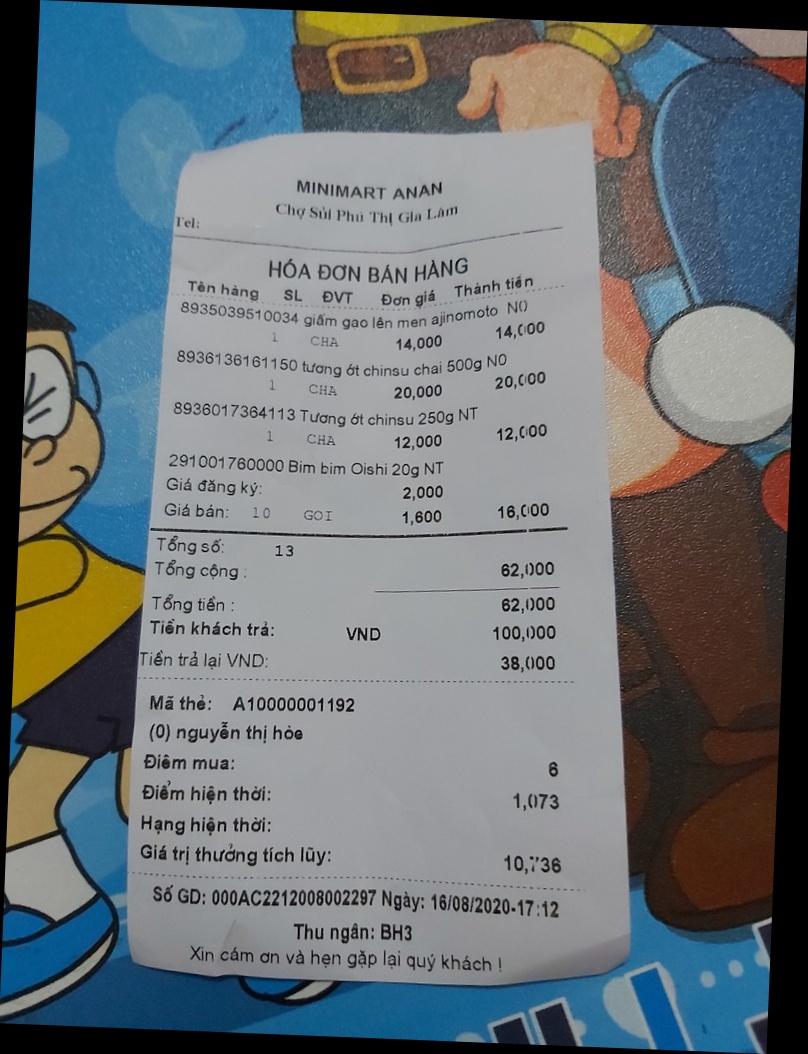 MINIMART ANAN
Chợ Sủi Phú Thị Gia Lâm
Tel:
HÓA ĐƠN BÁN HÀNG
Tên hàng SL ĐVT Đơn giá Thành tiền
8935039510034 giấm gạo lên men ajinomoto N0
1 CHA 14,000 14,000
8936136161150 tương ớt chinsu chai 500g N0
1 CHA 20,000 20,000
8936017364113 Tương ớt chinsu 250g NT
1 CHA 12,000 12,000
291001760000 Bim bim Oishi 20g NT
Giá đăng ký: 2,000
Giá bán: 10 GOI 1,600 16,000
Tổng số: 13
Tổng cộng : 62,000
Tổng tiền : 62,000
Tiền khách trả: VND 100,000
Tiền trả lại VND: 38,000
Mã thẻ: A10000001192
(0) nguyễn thị hòe
Điểm mua: 6
Điểm hiện thời: 1,073
Hạng hiện thời:
Giá trị thưởng tích lũy: 10,736
Số GD: 000AC2212008002297 Ngày: 16/08/2020-17:12
Thu ngân: BH3
Xin cám ơn và hẹn gặp lại quý khách !